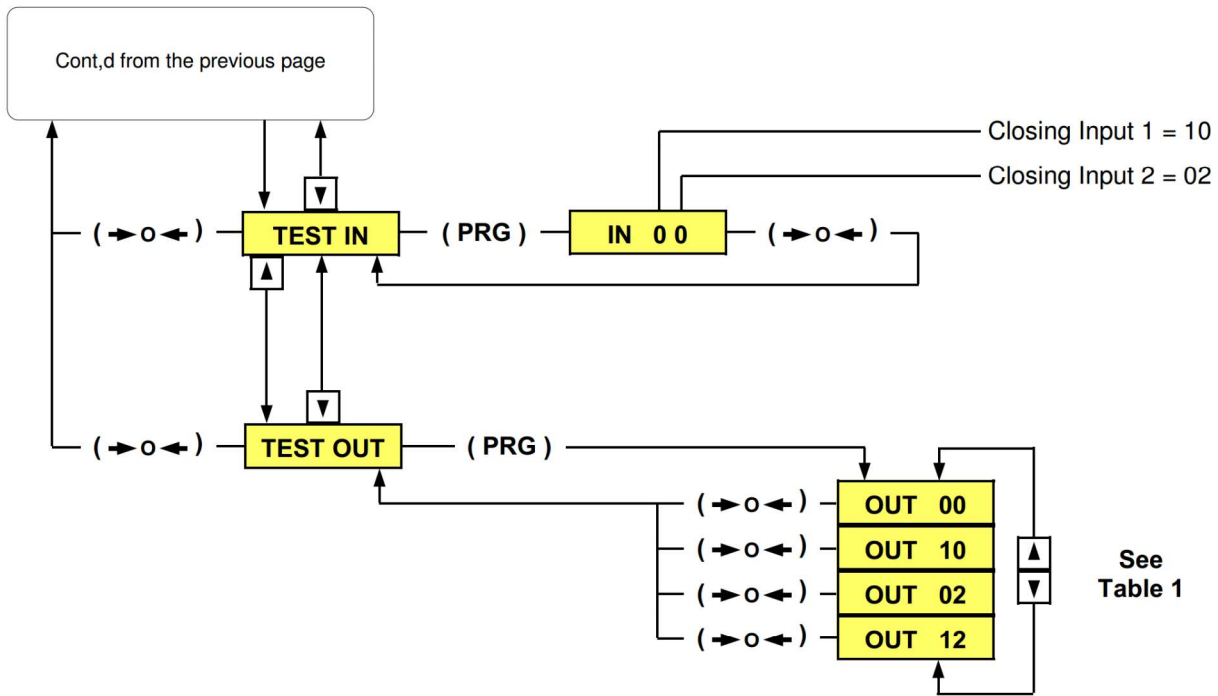 Cont,d from the previous page
Closing Input 1 = 10
Closing Input 2 = 02
( →o← )
TEST IN
( PRG )
IN 0 0
( →o← )
( →o← )
TEST OUT
( PRG )
( →o← )
OUT 00
( →o← )
OUT 10
( →o← )
OUT 02
( →o← )
OUT 12
See
Table 1